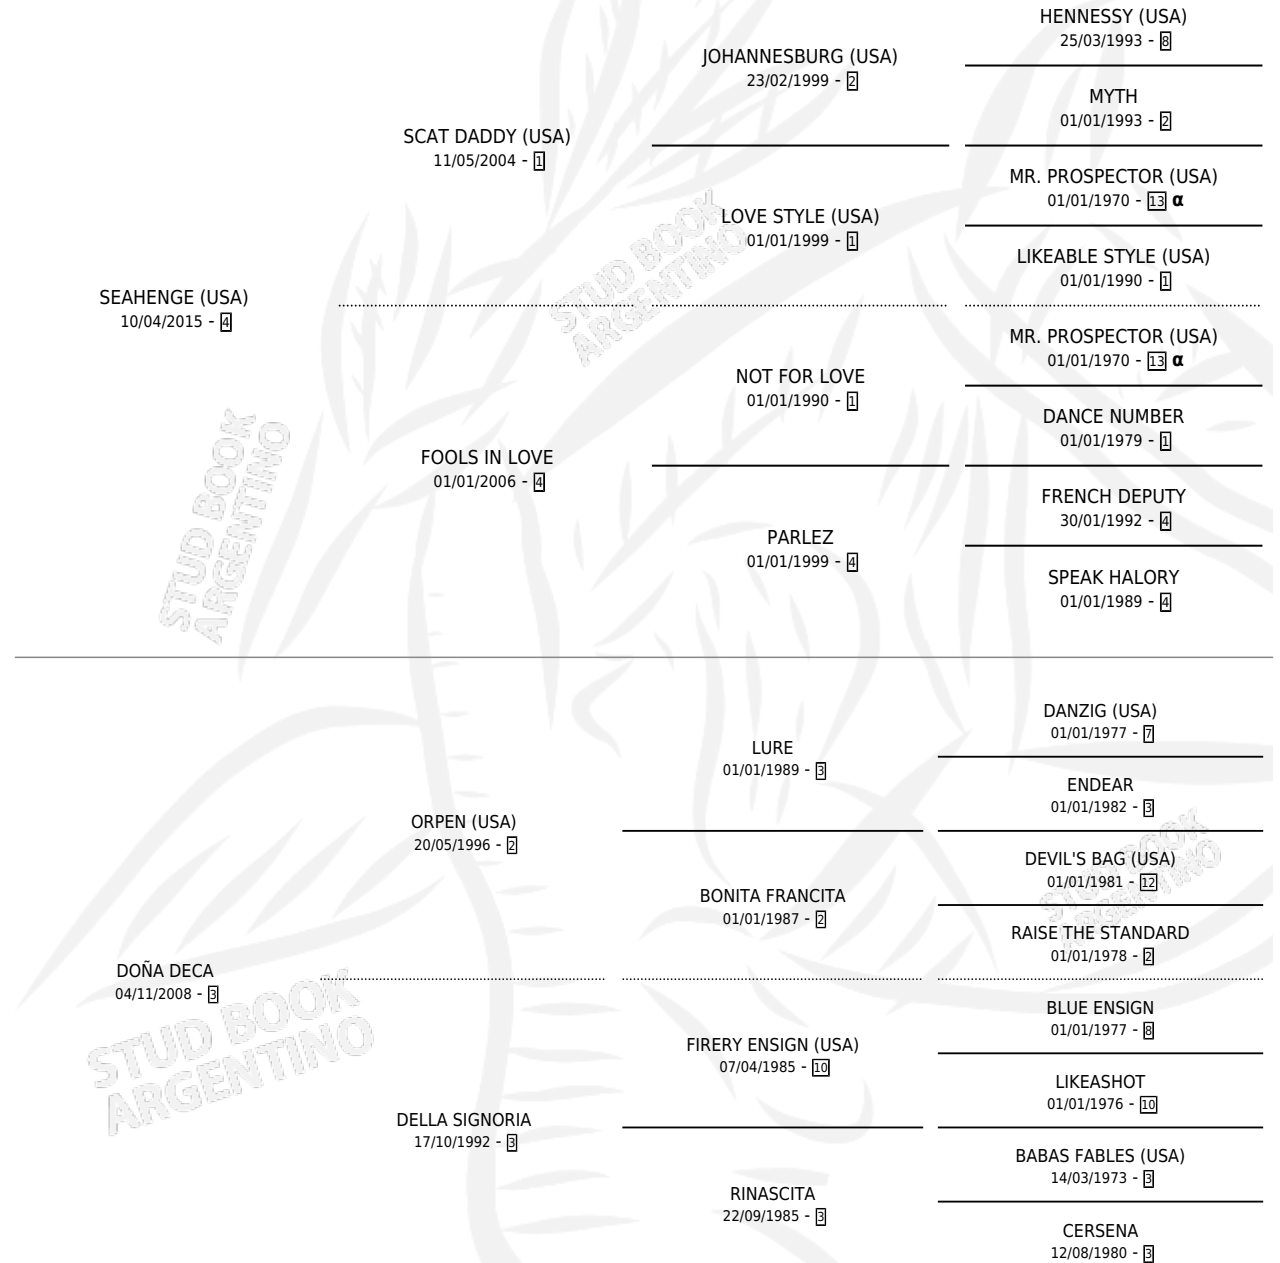 HENNESSY (USA)
25/03/1993 - 8
JOHANNESBURG (USA)
23/02/1999 - 2
MYTH
01/01/1993 - 2
SCAT DADDY (USA)
11/05/2004 - 1
MR. PROSPECTOR (USA)
01/01/1970 - 13 α
LOVE STYLE (USA)
01/01/1999 - 1
LIKEABLE STYLE (USA)
01/01/1990 - 1
SEAHENGE (USA)
10/04/2015 - 4
MR. PROSPECTOR (USA)
01/01/1970 - 13 α
NOT FOR LOVE
01/01/1990 - 1
DANCE NUMBER
01/01/1979 - 1
FOOLS IN LOVE
01/01/2006 - 4
FRENCH DEPUTY
30/01/1992 - 4
PARLEZ
01/01/1999 - 4
SPEAK HALORY
01/01/1989 - 4
DANZIG (USA)
01/01/1977 - 7
LURE
01/01/1989 - 3
ENDEAR
01/01/1982 - 3
ORPEN (USA)
20/05/1996 - 2
DEVIL'S BAG (USA)
01/01/1981 - 12
BONITA FRANCITA
01/01/1987 - 2
RAISE THE STANDARD
01/01/1978 - 2
DOÑA DECA
04/11/2008 - 3
BLUE ENSIGN
01/01/1977 - 8
FIRERY ENSIGN (USA)
07/04/1985 - 10
LIKEASHOT
01/01/1976 - 10
DELLA SIGNORIA
17/10/1992 - 3
BABAS FABLES (USA)
14/03/1973 - 3
RINASCITA
22/09/1985 - 3
CERSENA
12/08/1980 - 3
STUD BOOK
ARGENTINO
STUD BOOK
ARGENTINO
STUD BOOK
ARGENTINO
STUD BOOK
ARGENTINO